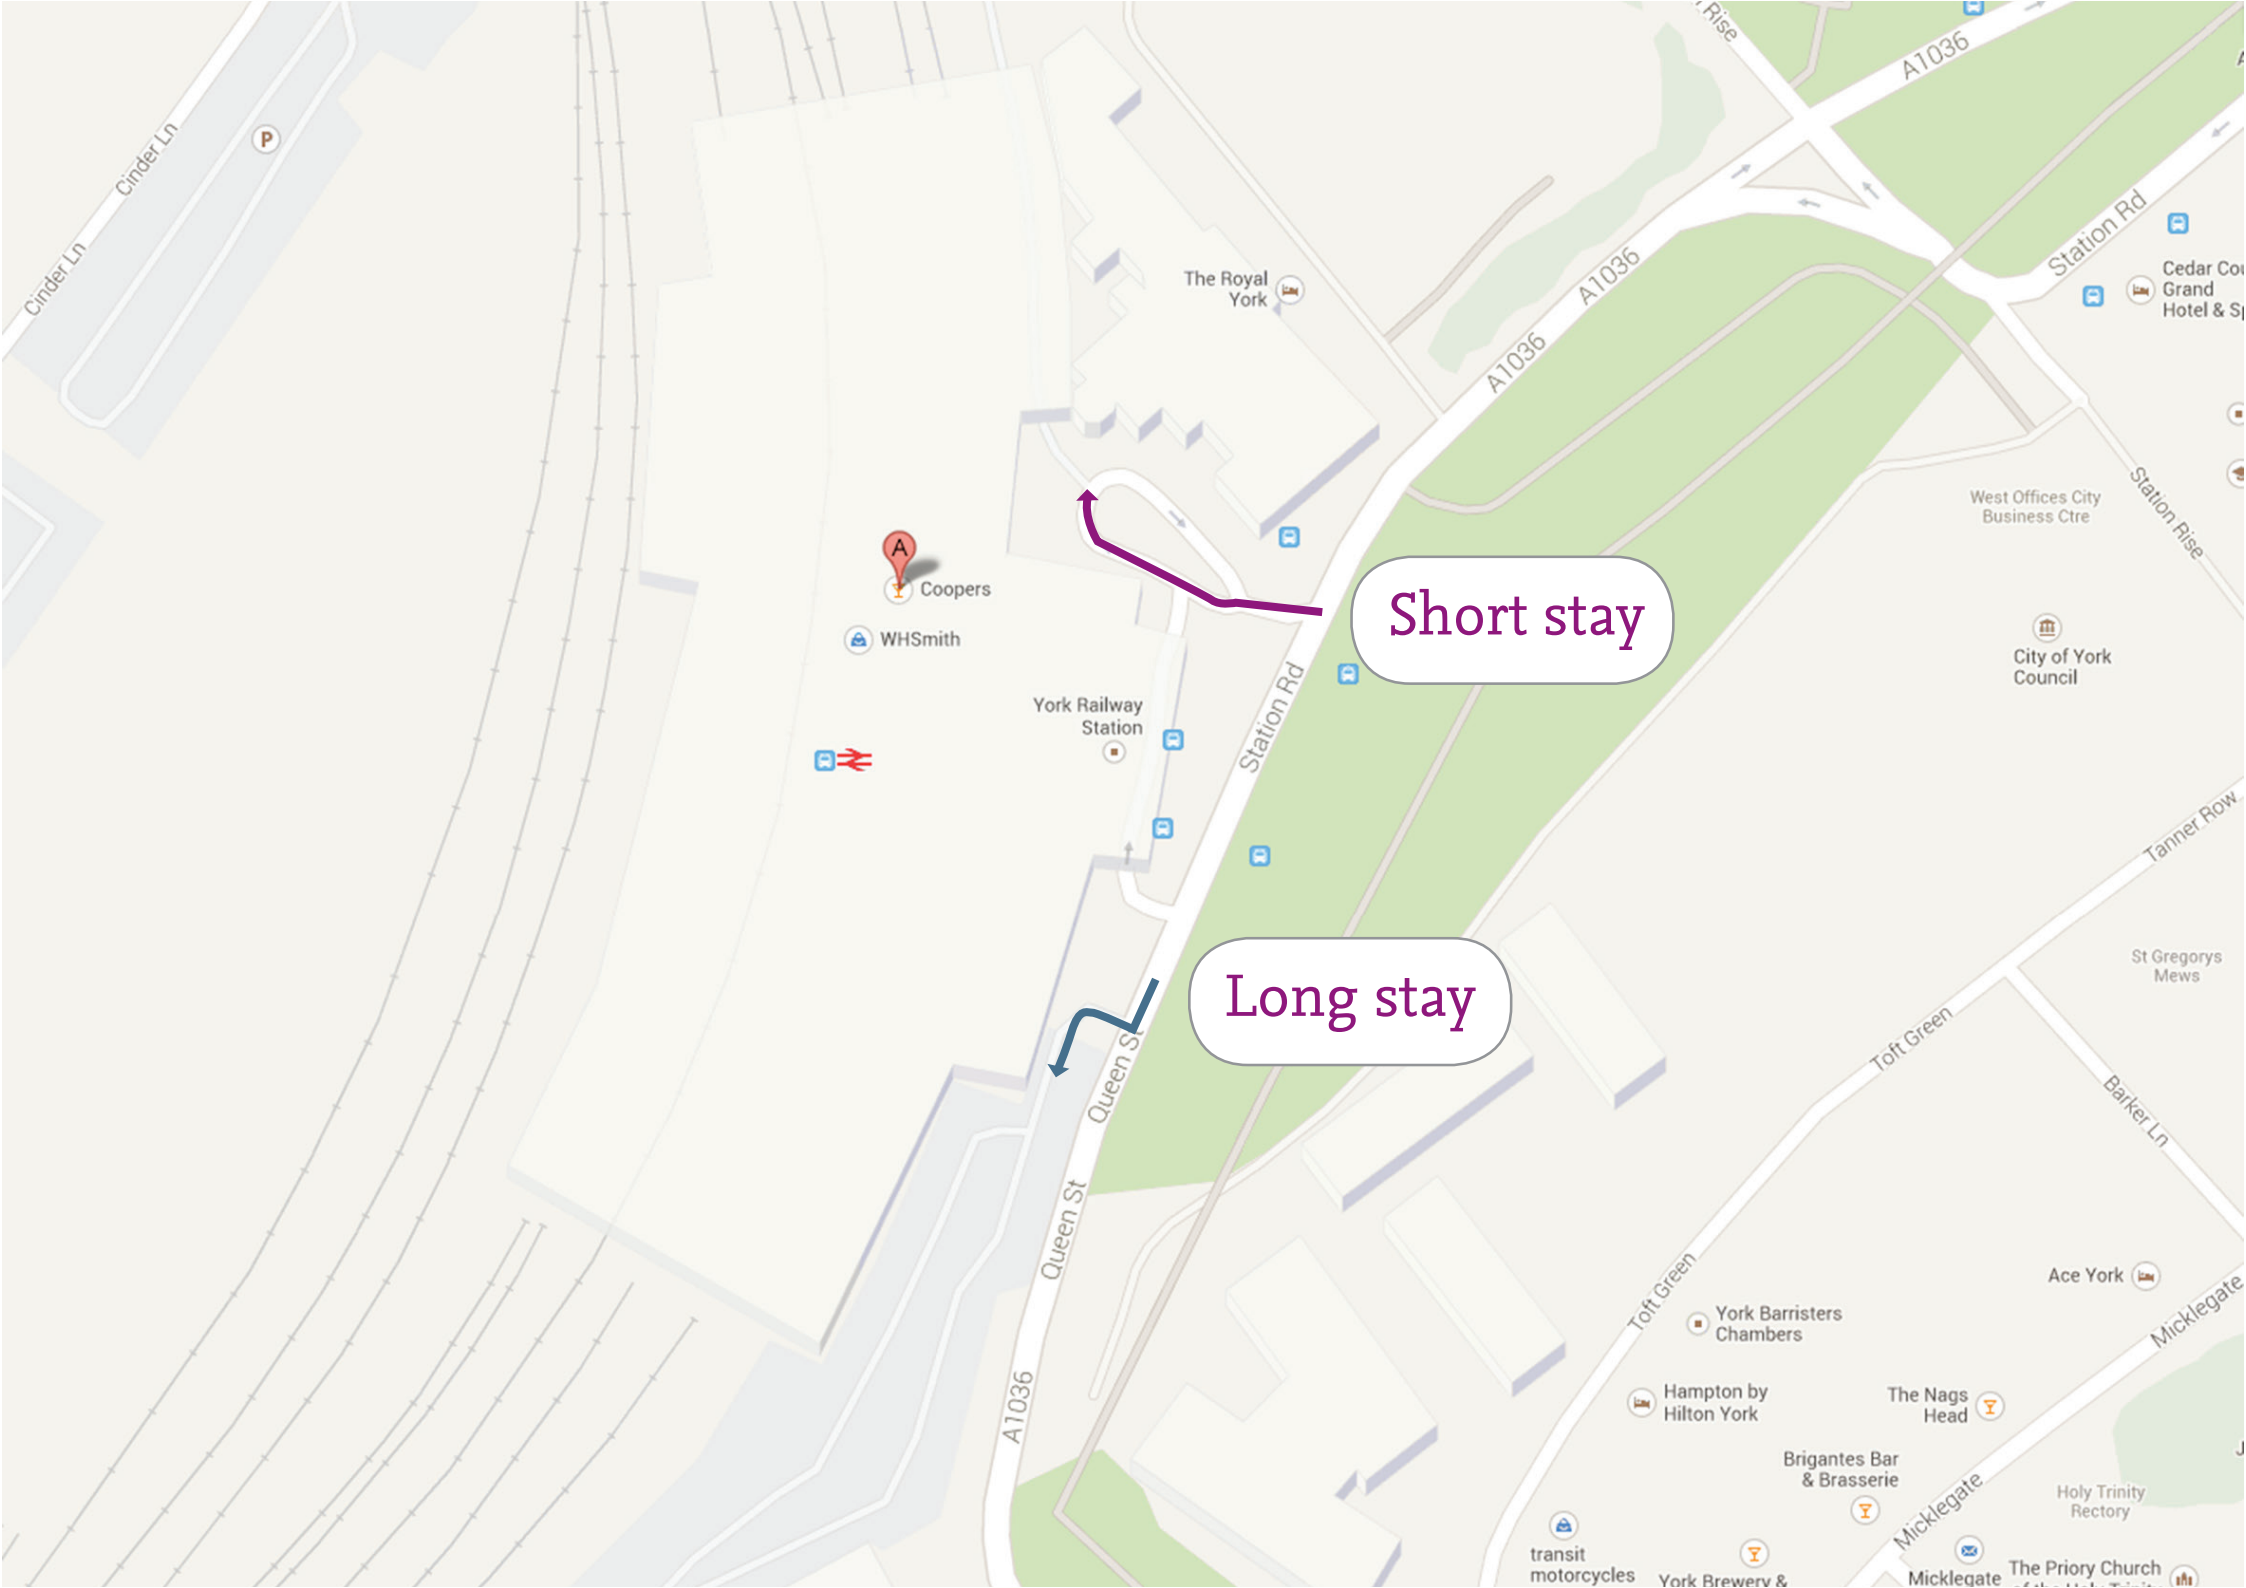 Rise
A1036
Cinder Ln
P
Station Rd
A1036
Cinder Ln
The Royal
York
Grand
A1036
Station Rise
West Offices City
Business Ctre
A
Coopers
WHSmith
Short stay
City of York
Council
York Railway
Station
Station Rd
Tanner Row
Long stay
St Gregorys
Mews
Queen St
Toft Green
Barker Ln
Queen St
Ace York
Micklegate
Toft Green
York Barristers
Chambers
A1036
Hampton by
Hilton York
The Nags
Head
Brigantes Bar
& Brasserie
Holy Trinity
Rectory
Micklegate
transit
motorcycles
York Brewery &
Micklegate
The Priory Church